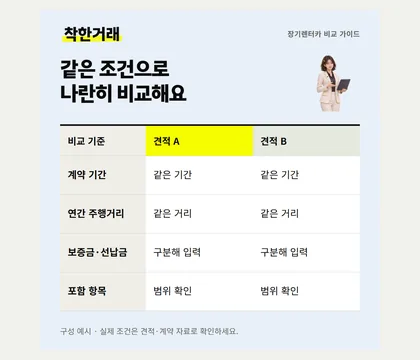 착한거래
장기렌터카 비교 가이드
같은 조건으로
나란히 비교해요
비교 기준 견적 A 견적 B
계약 기간 같은 기간 같은 기간
연간 주행거리 같은 거리 같은 거리
보증금·선납금 구분해 입력 구분해 입력
포함 항목 범위 확인 범위 확인
구성 예시 · 실제 조건은 견적·계약 자료로 확인하세요.